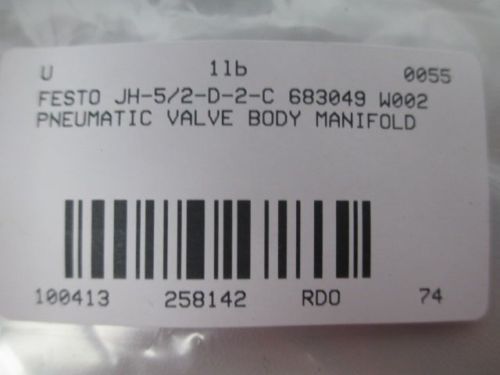 U 1lb 0055
FESTO JH-5/2-D-2-C 683049 W002
PNEUMATIC VALVE BODY MANIFOLD
100413 258142 RDO 74